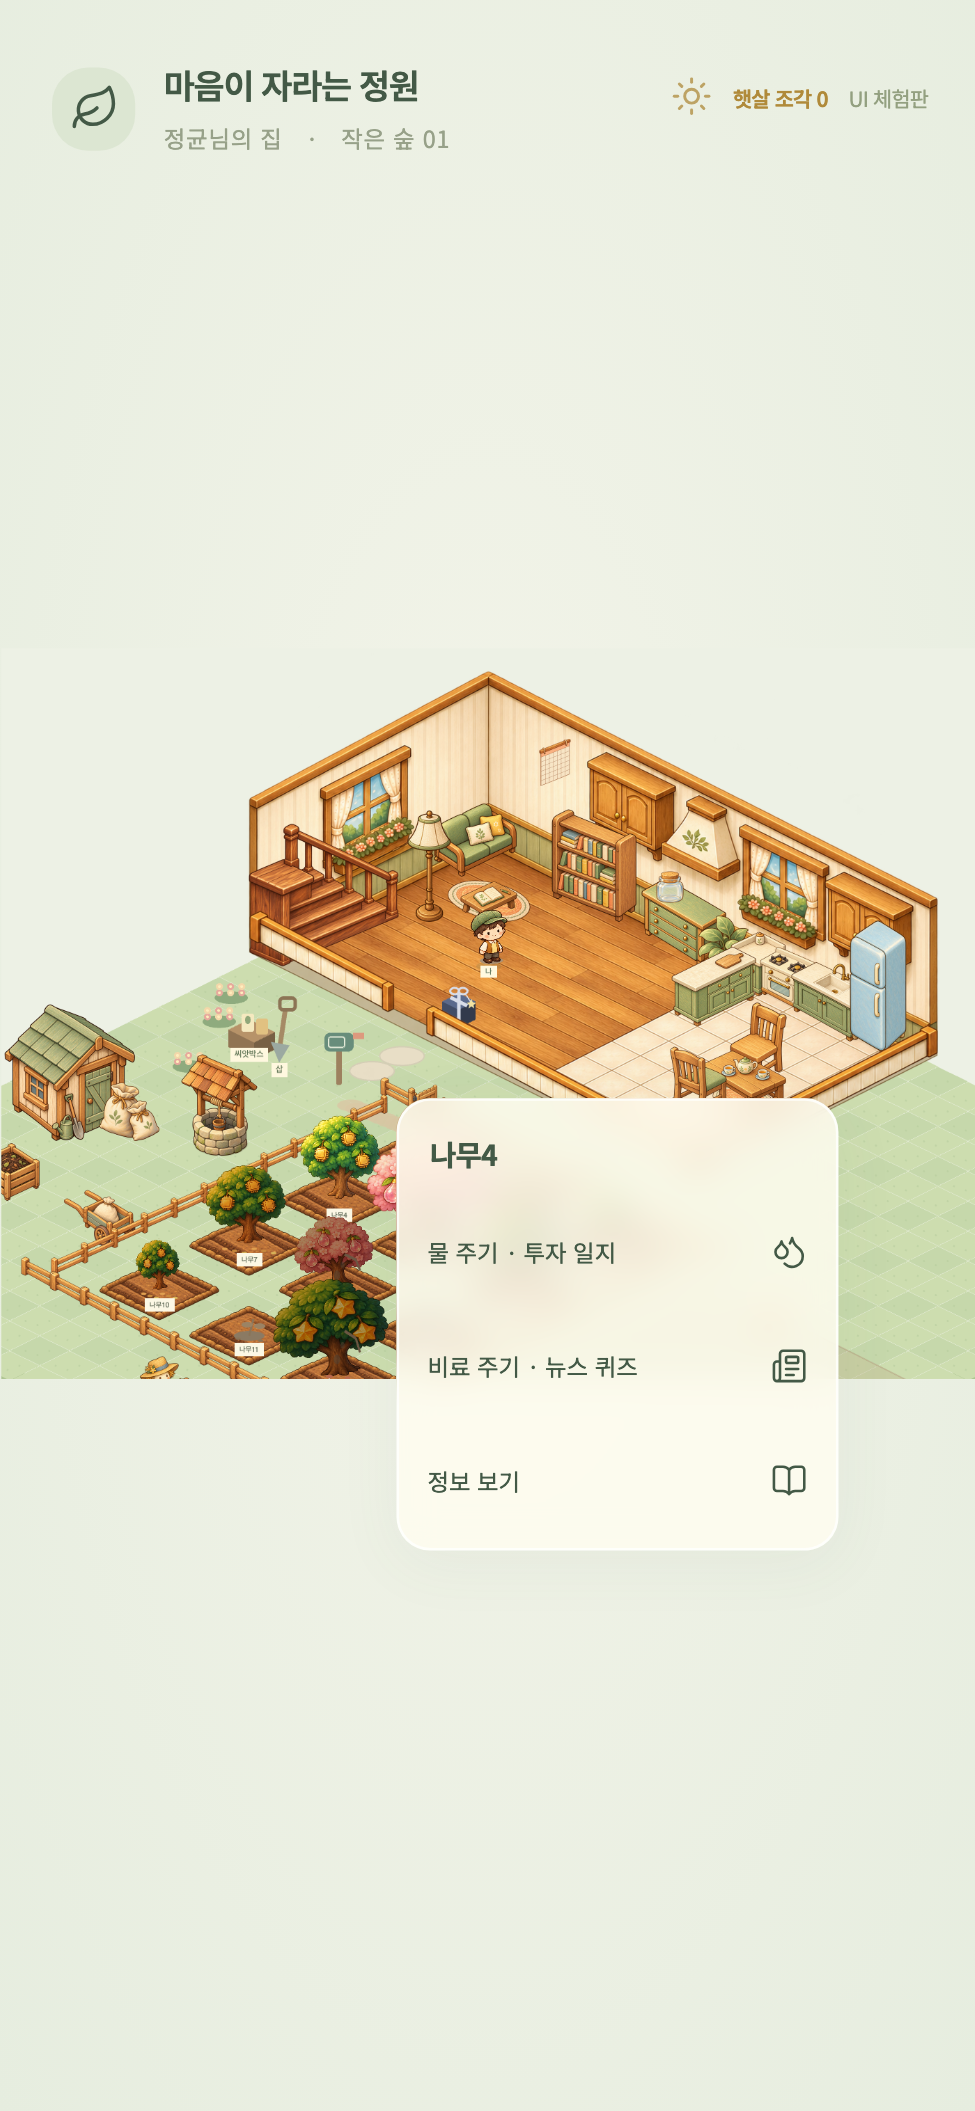 마음이 자라는 정원
정균님의 집 · 작은 숲 01
햇살 조각 0
UI 체험판
나
씨앗박스
삽
나무4
나무7
나무10
나무11
나무4
물 주기 · 투자 일지
비료 주기 · 뉴스 퀴즈
정보 보기